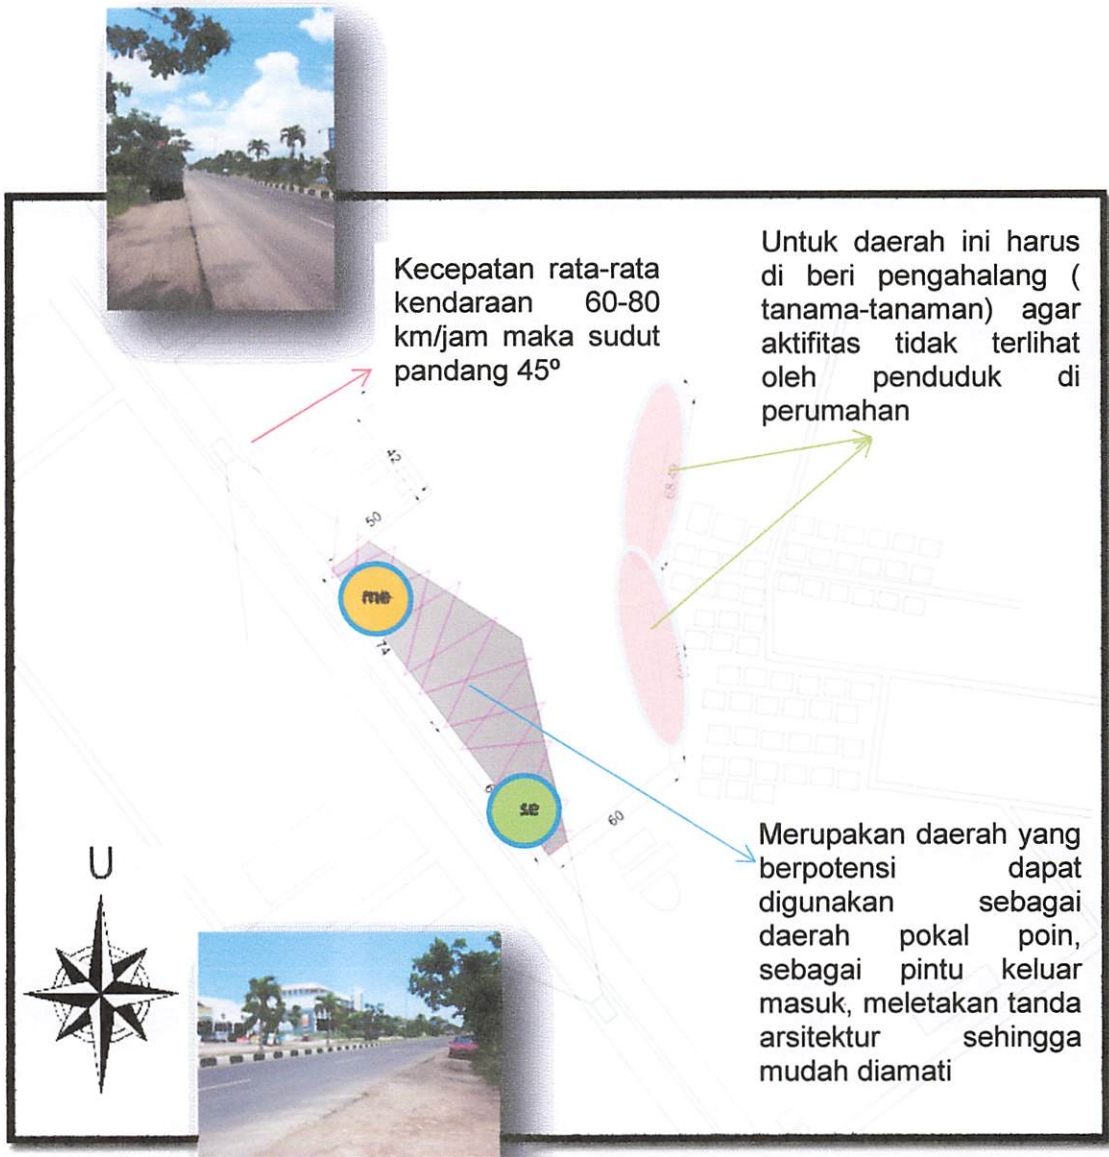 Kecepatan rata-rata
kendaraan 60-80
km/jam maka sudut
pandang 45º
Untuk daerah ini harus
di beri pengahalang (
tanama-tanaman) agar
aktifitas tidak terlihat
oleh penduduk di
perumahan
42
50
me
74
se
60
U
Merupakan daerah yang
berpotensi dapat
digunakan sebagai
daerah pokal poin,
sebagai pintu keluar
masuk, meletakan tanda
arsitektur sehingga
mudah diamati